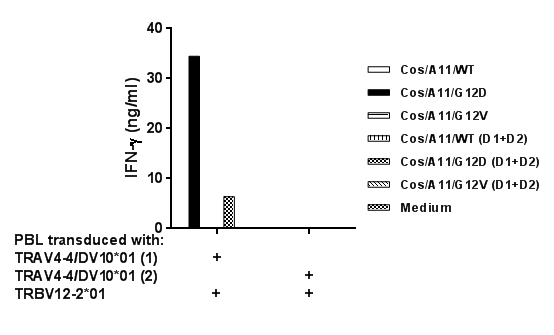 40
30
20
10
0
IFN-γ (ng/ml)
Cos/A11/WT
Cos/A11/G12D
Cos/A11/G12V
Cos/A11/WT (D1+D2)
Cos/A11/G12D (D1+D2)
Cos/A11/G12V (D1+D2)
Medium
PBL transduced with:
TRAV4-4/DV10*01 (1) +
TRAV4-4/DV10*01 (2) +
TRBV12-2*01 + +